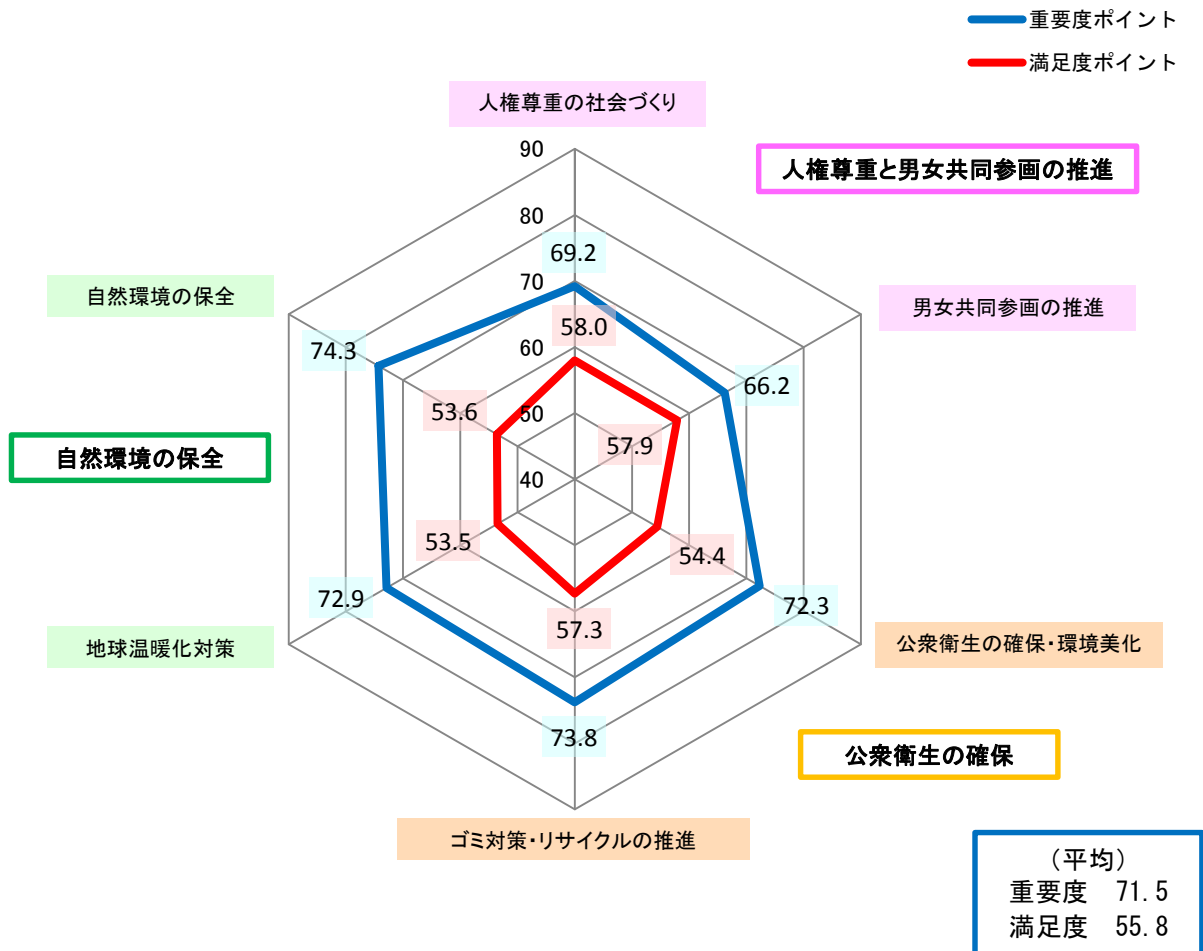 重要度ポイント
満足度ポイント
人権尊重の社会づくり
90
人権尊重と男女共同参画の推進
80
69.2
70
自然環境の保全
男女共同参画の推進
58.0
60
74.3
66.2
53.6
50
57.9
自然環境の保全
40
53.5
54.4
72.9
72.3
57.3
地球温暖化対策
公衆衛生の確保・環境美化
73.8
公衆衛生の確保
ゴミ対策・リサイクルの推進
（平均）
重要度　71.5
満足度　55.8